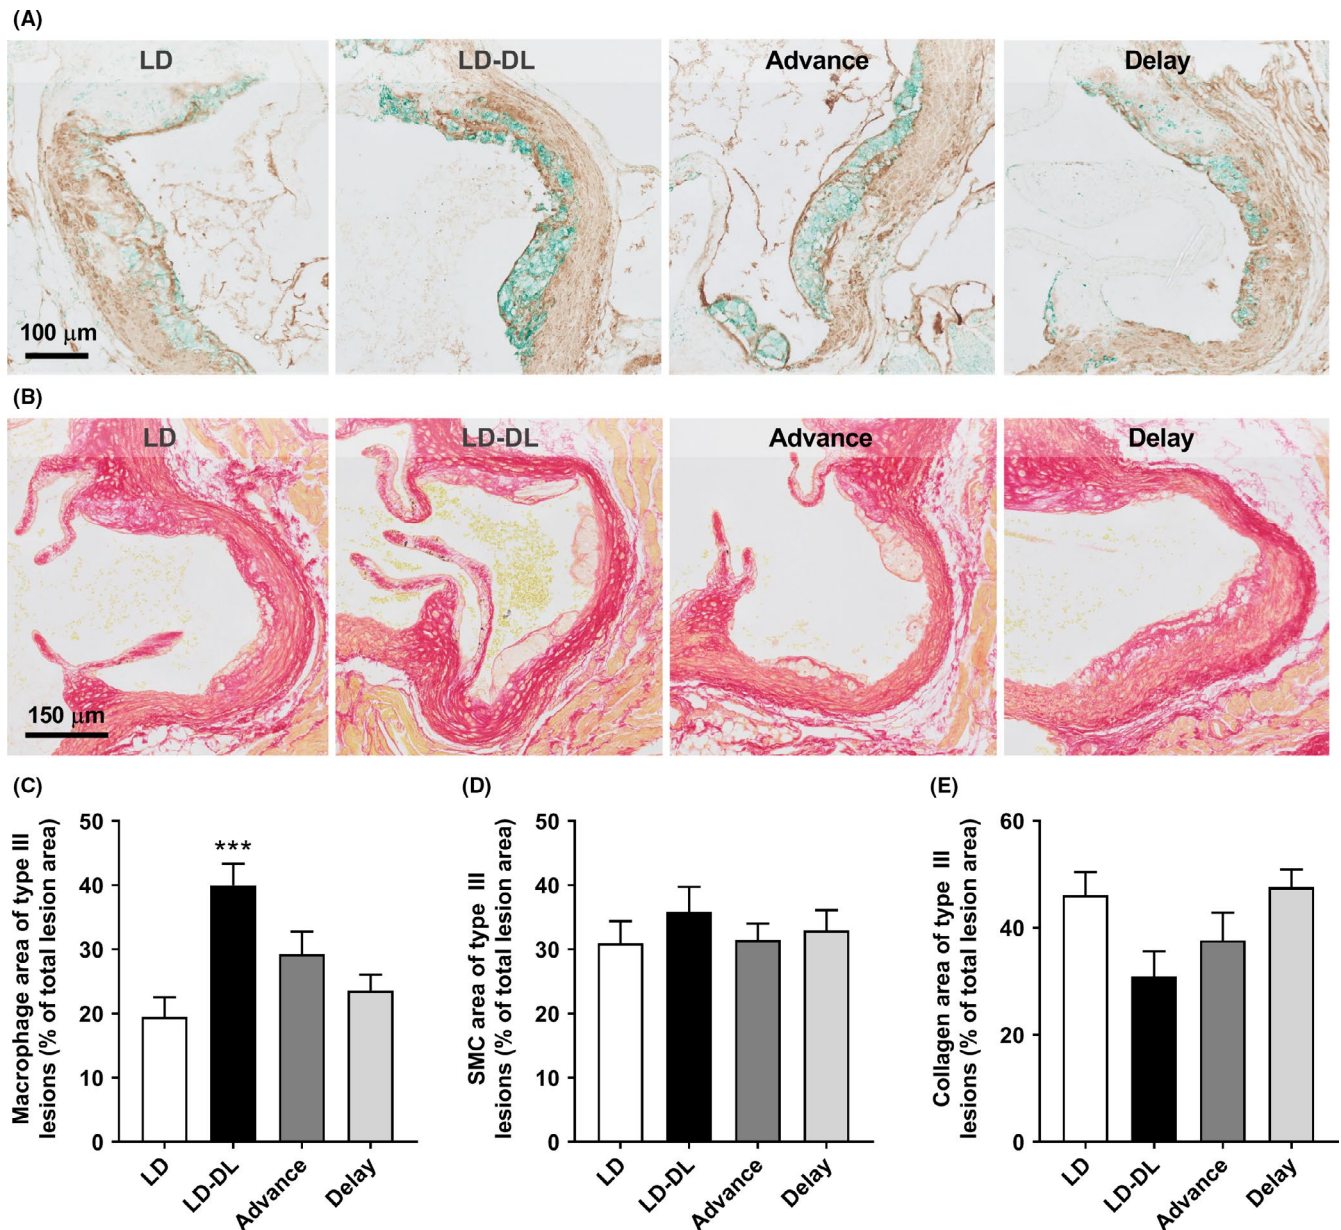 (A)
LD
LD-DL
Advance
Delay
100 μm
(B)
LD
LD-DL
Advance
Delay
150 μm
(C)
Macrophage area of type III
lesions (% of total lesion area)
50
40
30
20
10
0
***
LD
LD-DL
Advance
Delay
(D)
SMC area of type III
lesions (% of total lesion area)
50
40
30
20
10
0
LD
LD-DL
Advance
Delay
(E)
Collagen area of type III
lesions (% of total lesion area)
60
40
20
0
LD
LD-DL
Advance
Delay